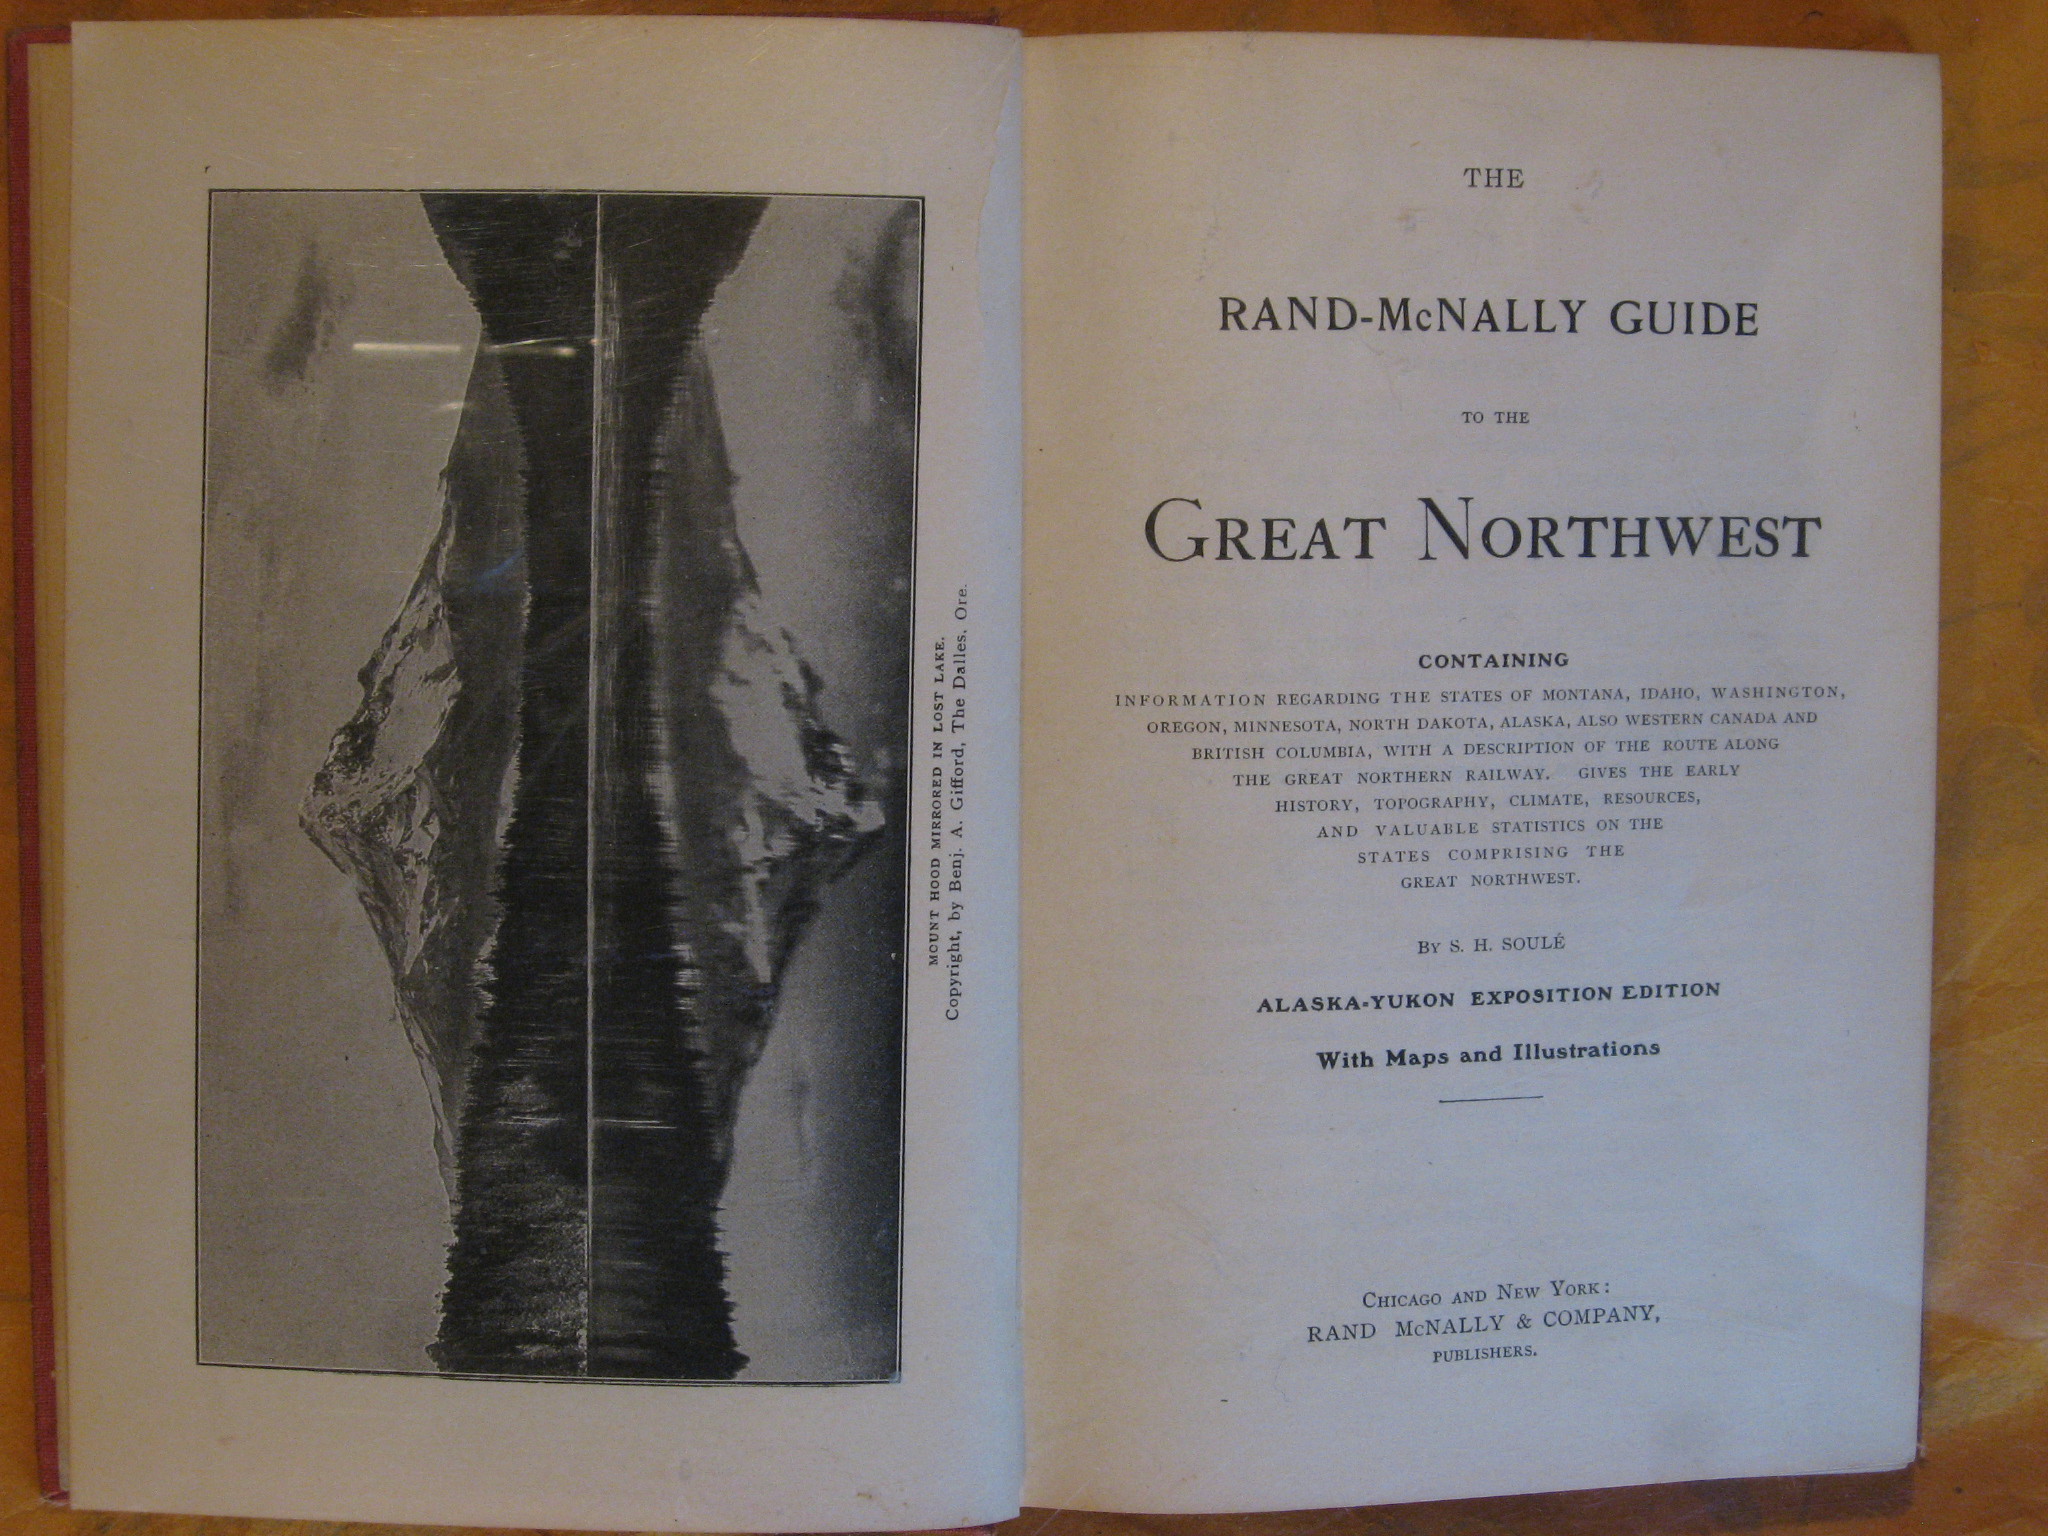 MOUNT HOOD MIRRORED IN LOST LAKE.
Copyright, by Benj. A. Gifford, The Dalles, Ore.
THE
RAND-McNALLY GUIDE
TO THE
GREAT NORTHWEST
CONTAINING
INFORMATION REGARDING THE STATES OF MONTANA, IDAHO, WASHINGTON,
OREGON, MINNESOTA, NORTH DAKOTA, ALASKA, ALSO WESTERN CANADA AND
BRITISH COLUMBIA, WITH A DESCRIPTION OF THE ROUTE ALONG
THE GREAT NORTHERN RAILWAY. GIVES THE EARLY
HISTORY, TOPOGRAPHY, CLIMATE, RESOURCES,
AND VALUABLE STATISTICS ON THE
STATES COMPRISING THE
GREAT NORTHWEST.
BY S. H. SOULÉ
ALASKA-YUKON EXPOSITION EDITION
With Maps and Illustrations
CHICAGO AND NEW YORK:
RAND McNALLY & COMPANY,
PUBLISHERS.